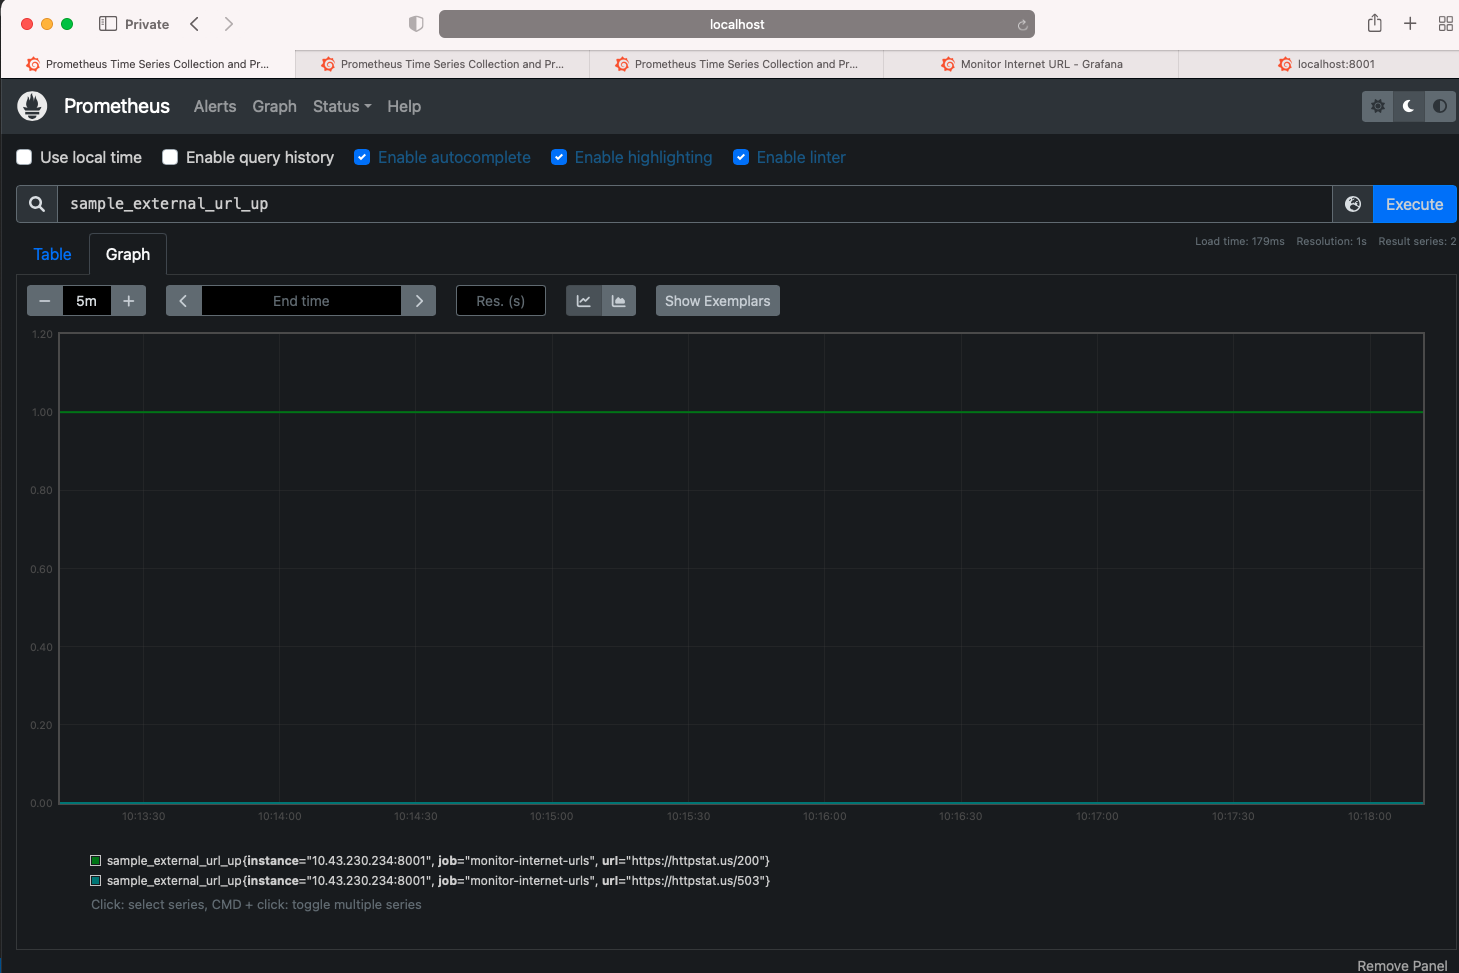 Private
localhost
Prometheus Time Series Collection and Pr...
Prometheus Time Series Collection and Pr...
Prometheus Time Series Collection and Pr...
Monitor Internet URL - Grafana
localhost:8001
Prometheus Alerts Graph Status Help
Use local time Enable query history Enable autocomplete Enable highlighting Enable linter
sample_external_url_up Execute
Load time: 179ms Resolution: 1s Result series: 2
Table Graph
− 5m + End time Res. (s) Show Exemplars
1.20
1.00
0.80
0.60
0.40
0.20
0.00
10:13:30 10:14:00 10:14:30 10:15:00 10:15:30 10:16:00 10:16:30 10:17:00 10:17:30 10:18:00
sample_external_url_up{instance="10.43.230.234:8001", job="monitor-internet-urls", url="https://httpstat.us/200"}
sample_external_url_up{instance="10.43.230.234:8001", job="monitor-internet-urls", url="https://httpstat.us/503"}
Click: select series, CMD + click: toggle multiple series
Remove Panel